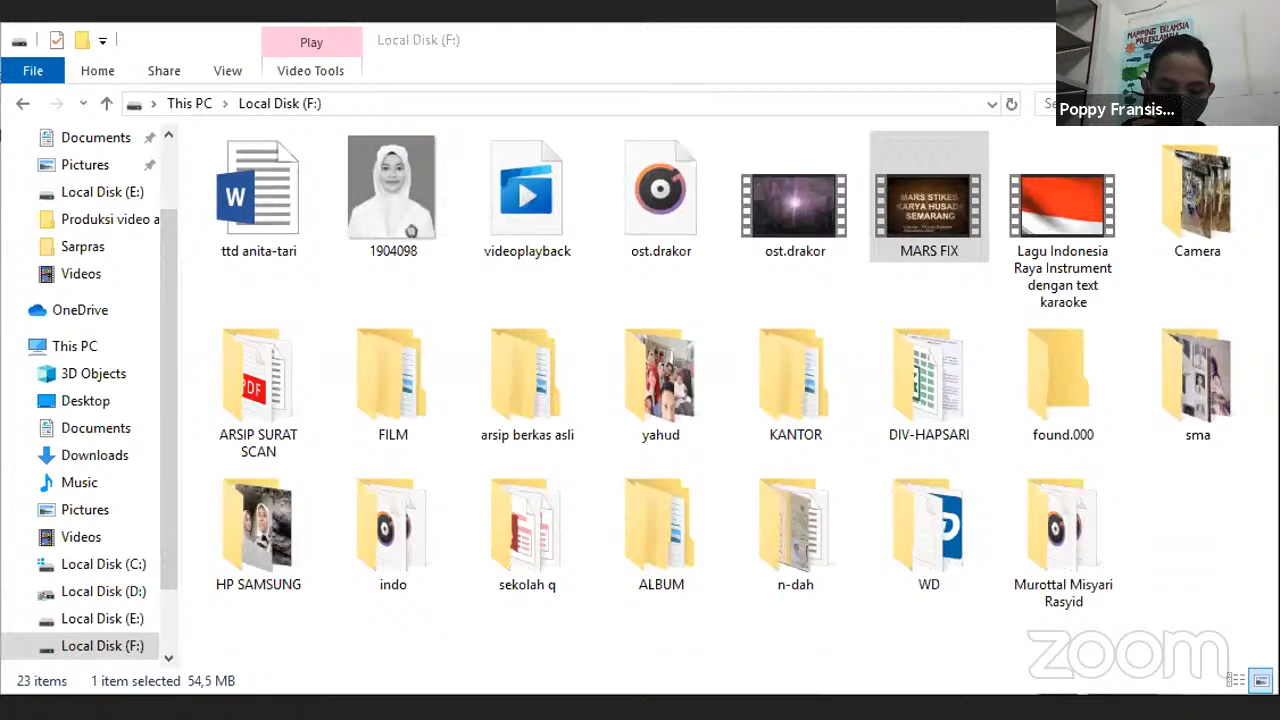 Play
Local Disk (F:)
File
Home
Share
View
Video Tools
This PC
Local Disk (F:)
Se
MAPPING EKLAMSIA
PREEKLAMSIA
Poppy Fransis...
Documents
Pictures
Local Disk (E:)
Produksi video a
Sarpras
Videos
OneDrive
This PC
3D Objects
Desktop
Documents
Downloads
Music
Pictures
Videos
Local Disk (C:)
Local Disk (D:)
Local Disk (E:)
Local Disk (F:)
W
ttd anita-tari
1904098
videoplayback
ost.drakor
ost.drakor
MARS STIKES
KARYA HUSADA
SEMARANG
MARS FIX
Lagu Indonesia
Raya Instrument
dengan text
karaoke
Camera
PDF
ARSIP SURAT
SCAN
FILM
arsip berkas asli
yahud
KANTOR
DIV-HAPSARI
found.000
sma
HP SAMSUNG
indo
sekolah q
ALBUM
n-dah
WD
Murottal Misyari
Rasyid
zoom
23 items
1 item selected
54,5 MB